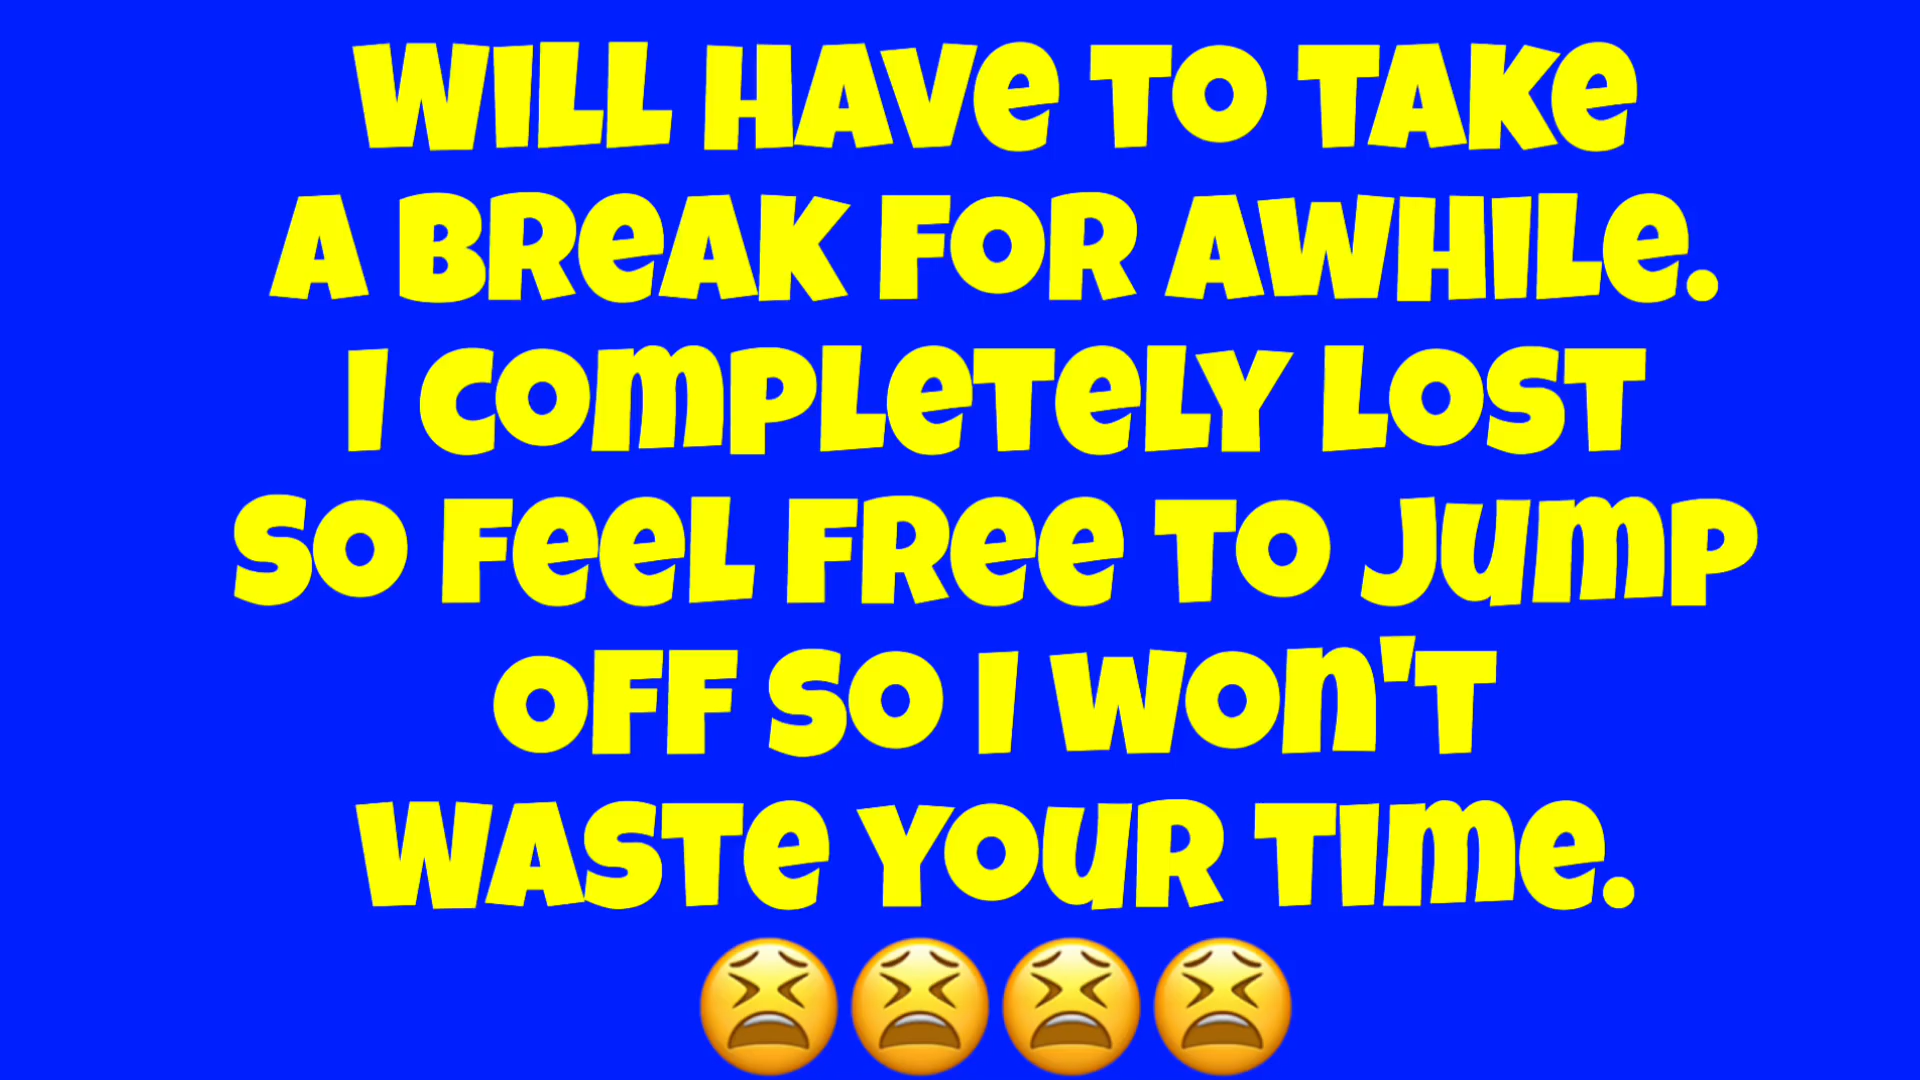 WILL HAVE TO TAKE
A BREAK FOR AWHILE.
I COMPLETELY LOST
SO FEEL FREE TO JUMP
OFF SO I WON'T
WASTE YOUR TIME.
😫😫😫😫